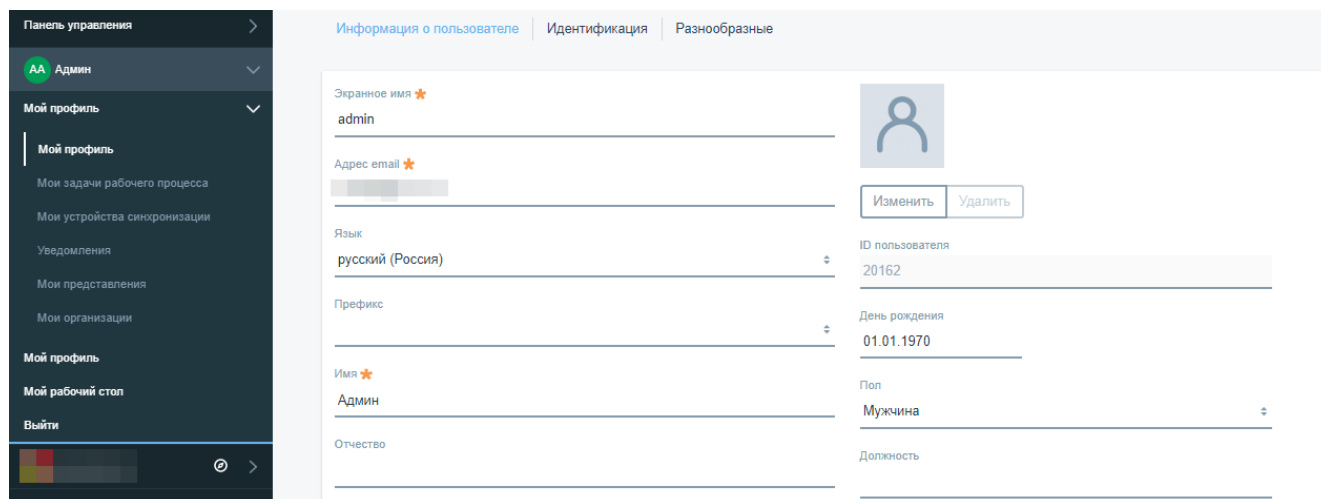 Панель управления
АА Админ
Мой профиль
Мой профиль
Мои задачи рабочего процесса
Мои устройства синхронизации
Уведомления
Мои представления
Мои организации
Мой профиль
Мой рабочий стол
Выйти
Информация о пользователе Идентификация Разнообразные
Экранное имя
admin
Адрес email
Язык
русский (Россия)
Префикс
Имя
Админ
Отчество
Изменить Удалить
ID пользователя
20162
День рождения
01.01.1970
Пол
Мужчина
Должность